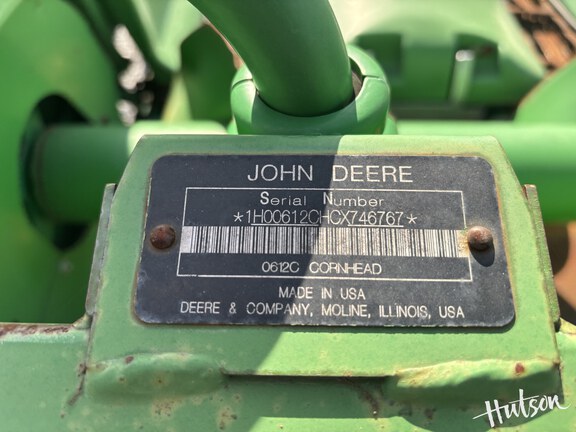 JOHN DEERE
Serial Number
*1H00612CHCX746767*
0612C CORNHEAD
MADE IN USA
DEERE & COMPANY, MOLINE, ILLINOIS, USA
Hutson